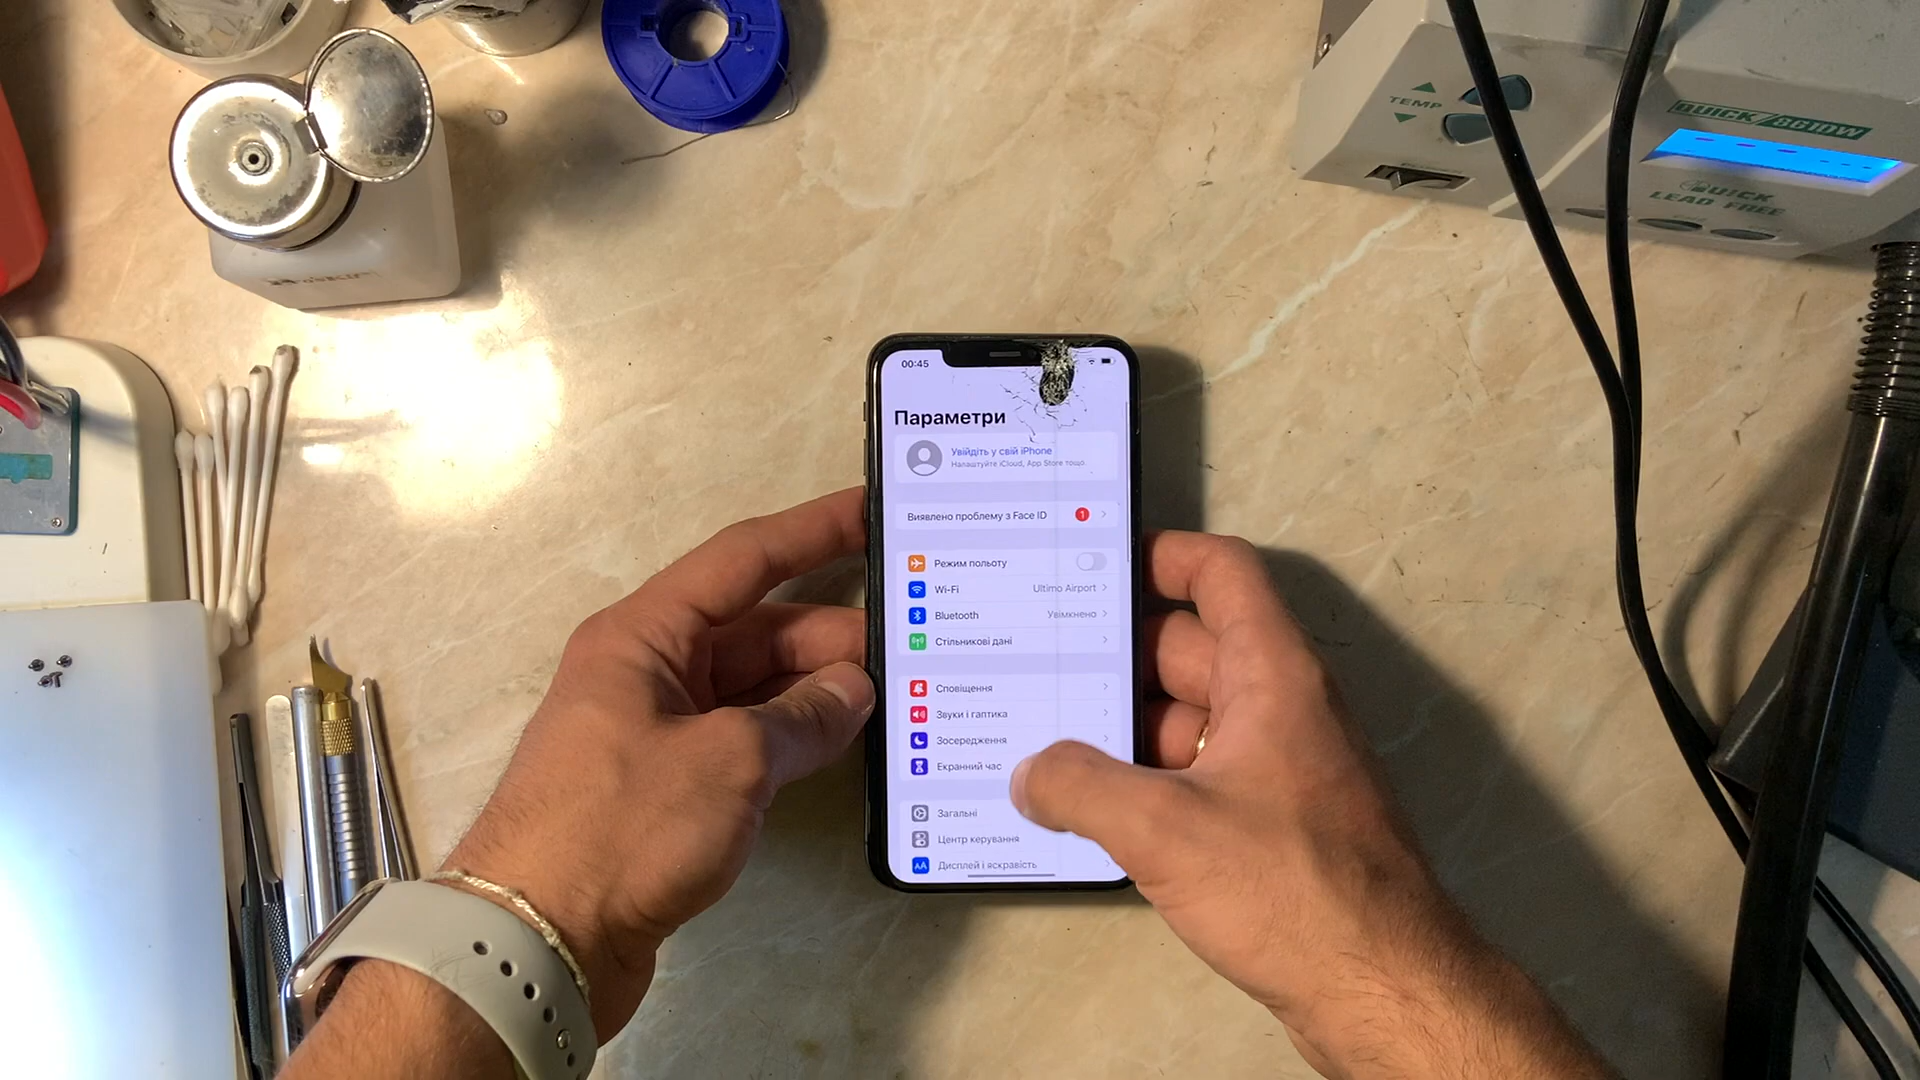 TEMP
QUICK 861DW
QUICK
LEAD FREE
00:45
Параметри
Увійдіть у свій iPhone
Налаштуйте iCloud, App Store тощо
Виявлено проблему з Face ID
1
Режим польоту
Wi-Fi
Ultimo Airport
Bluetooth
Увімкнено
Стільникові дані
Сповіщення
Звуки і гаптика
Зосередження
Екранний час
Загальні
Центр керування
AA
Дисплей і яскравість